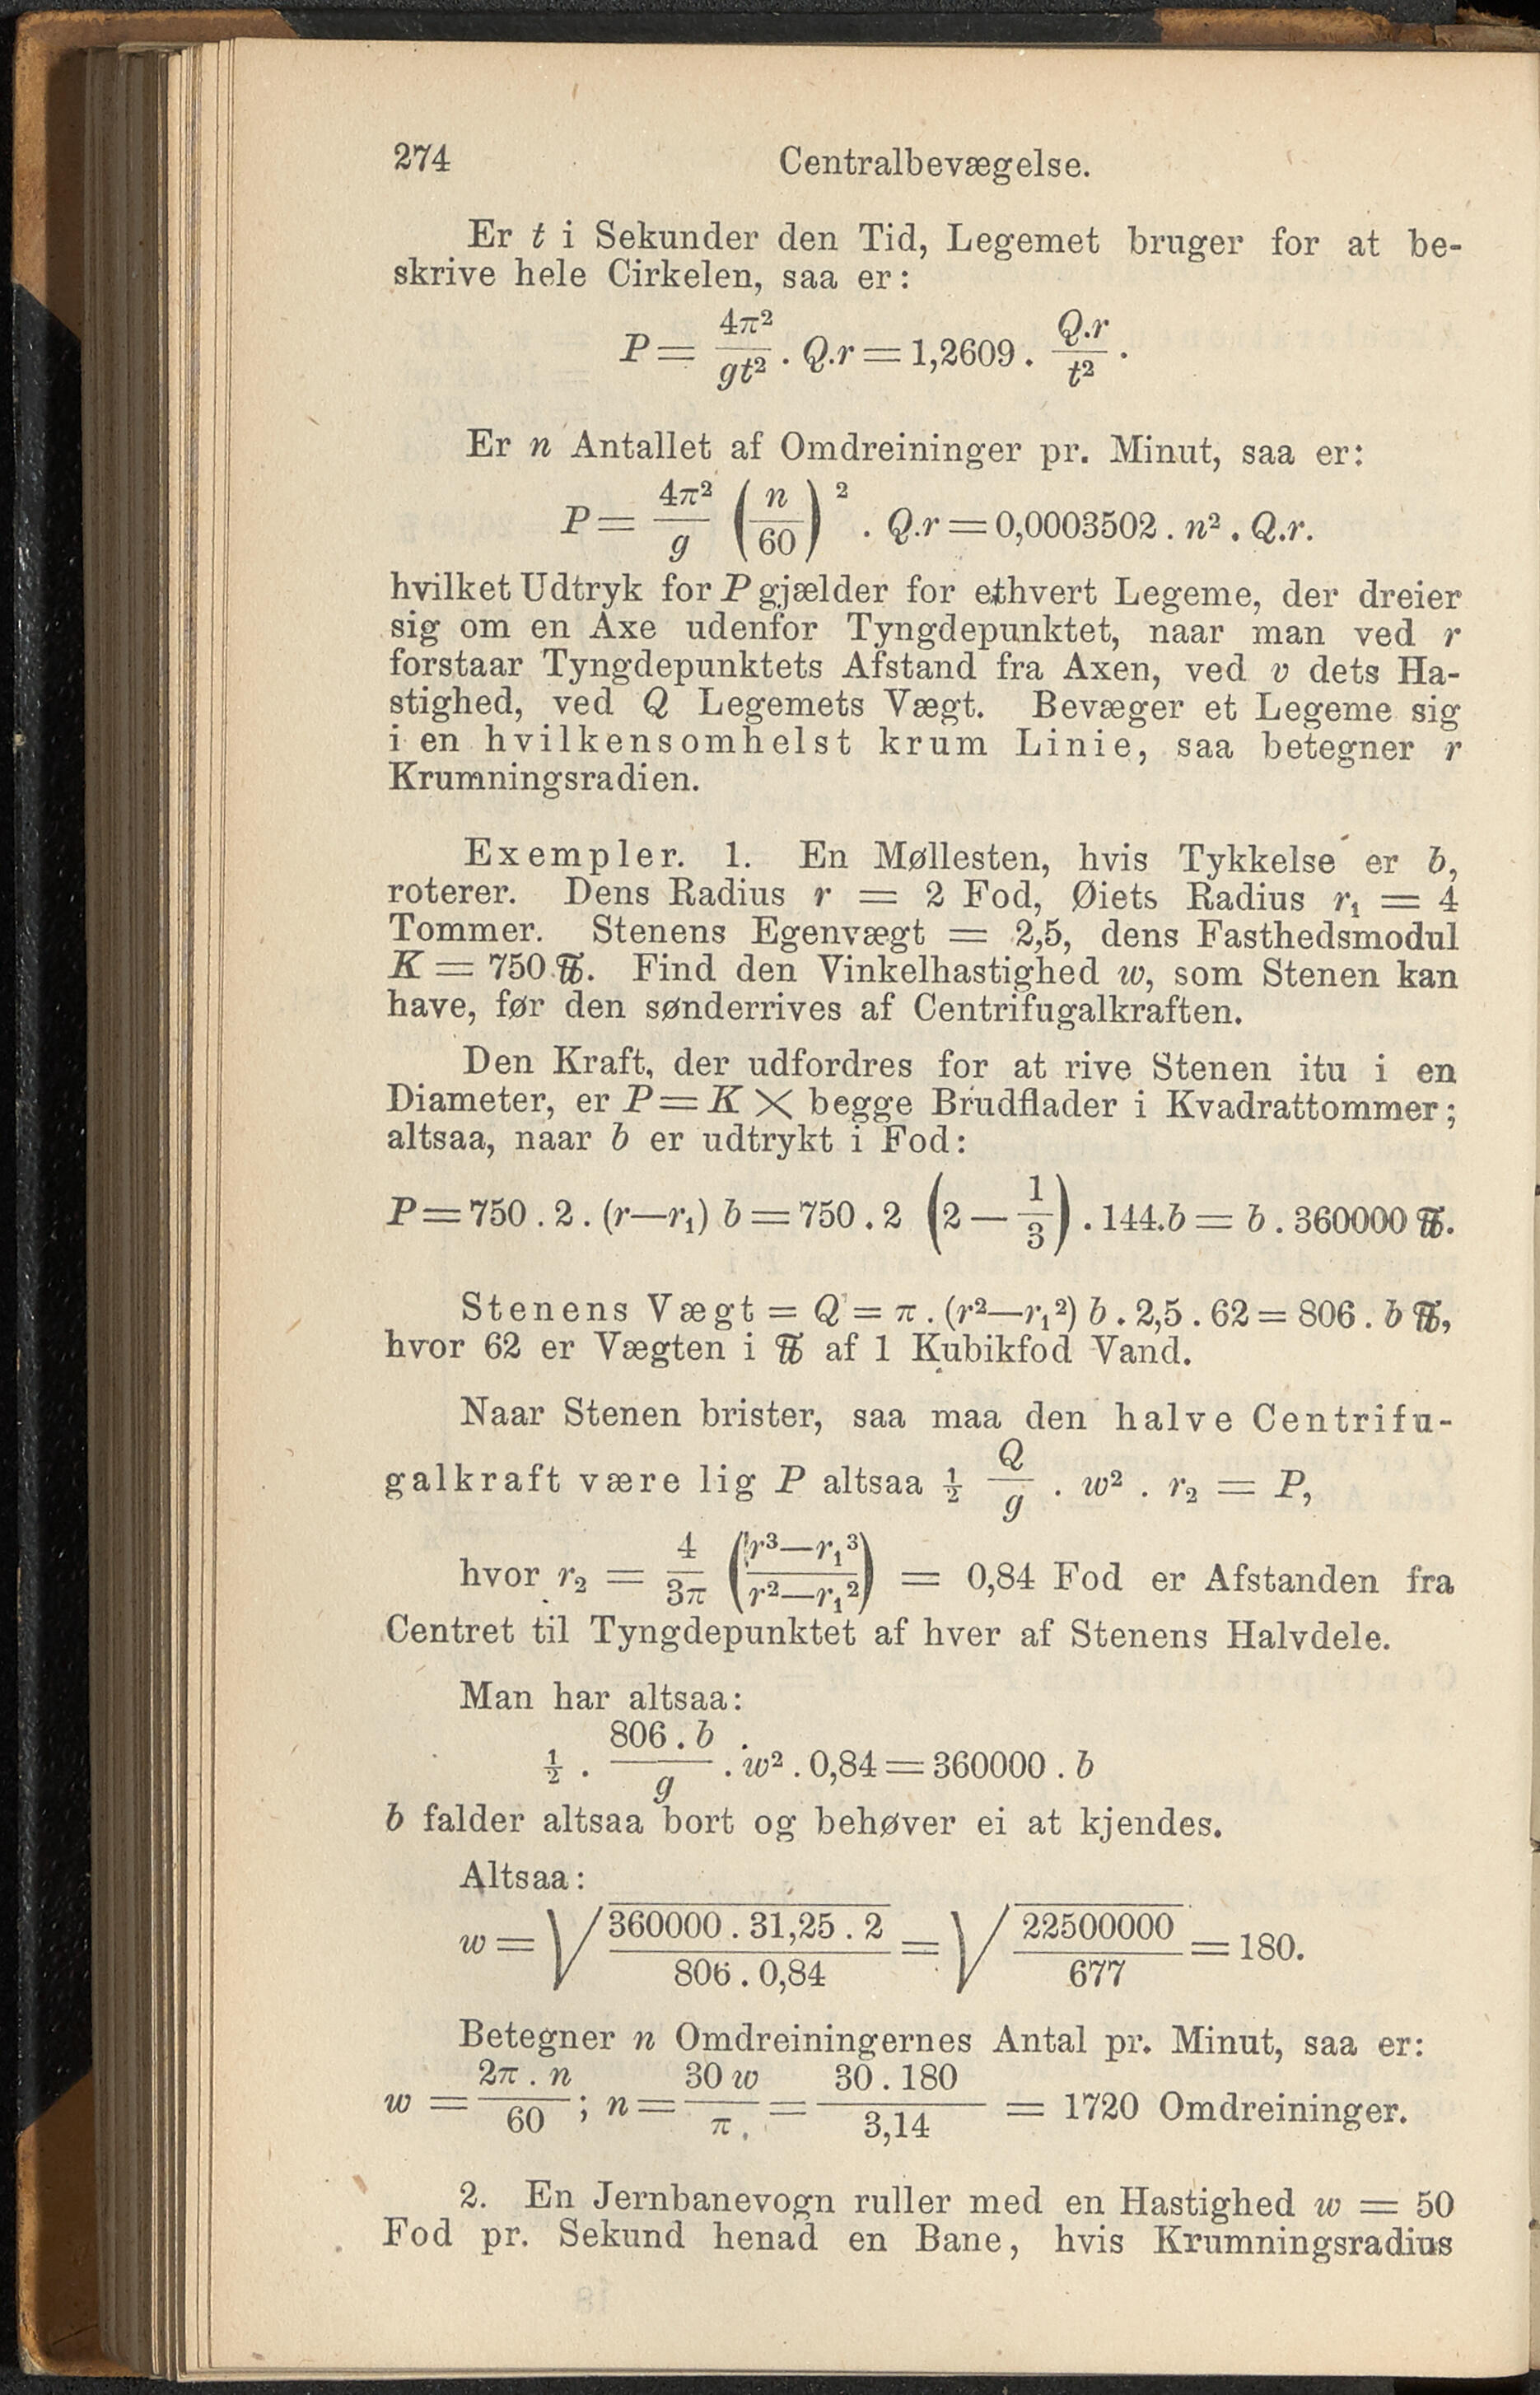 274 Centralbevægelse.
Er t i Sekunder den Tid, Legemet bruger for at be-
skrive hele Cirkelen, saa er:
P = 4π²/gt² . Q.r = 1,2609 . Q.r/t² .
Er n Antallet af Omdreininger pr. Minut, saa er:
P = 4π²/g (n/60)² . Q.r = 0,0003502 . n² . Q.r.
hvilket Udtryk for P gjælder for ethvert Legeme, der dreier
sig om en Axe udenfor Tyngdepunktet, naar man ved r
forstaar Tyngdepunktets Afstand fra Axen, ved v dets Ha-
stighed, ved Q Legemets Vægt. Bevæger et Legeme sig
i en hvilkensomhelst krum Linie, saa betegner r
Krumningsradien.
Exempler. 1. En Møllesten, hvis Tykkelse er b,
roterer. Dens Radius r = 2 Fod, Øiets Radius r₁ = 4
Tommer. Stenens Egenvægt = 2,5, dens Fasthedsmodul
K = 750 ℔. Find den Vinkelhastighed w, som Stenen kan
have, før den sønderrives af Centrifugalkraften.
Den Kraft, der udfordres for at rive Stenen itu i en
Diameter, er P = K × begge Brudflader i Kvadrattommer;
altsaa, naar b er udtrykt i Fod:
P = 750 . 2 . (r—r₁) b = 750 . 2 (2 — 1/3) . 144.b = b . 360000 ℔.
Stenens Vægt = Q = π . (r²—r₁²) b . 2,5 . 62 = 806 . b ℔,
hvor 62 er Vægten i ℔ af 1 Kubikfod Vand.
Naar Stenen brister, saa maa den halve Centrifu-
galkraft være lig P altsaa ½ Q/g . w² . r₂ = P,
hvor r₂ = 4/3π (r³—r₁³/r²—r₁²) = 0,84 Fod er Afstanden fra
Centret til Tyngdepunktet af hver af Stenens Halvdele.
Man har altsaa:
½ . 806 . b/g . w² . 0,84 = 360000 . b
b falder altsaa bort og behøver ei at kjendes.
Altsaa:
w = √(360000 . 31,25 . 2/806 . 0,84) = √(22500000/677) = 180.
Betegner n Omdreiningernes Antal pr. Minut, saa er:
w = 2π . n/60 ; n = 30 w/π = 30 . 180/3,14 = 1720 Omdreininger.
2. En Jernbanevogn ruller med en Hastighed w = 50
Fod pr. Sekund henad en Bane, hvis Krumningsradius